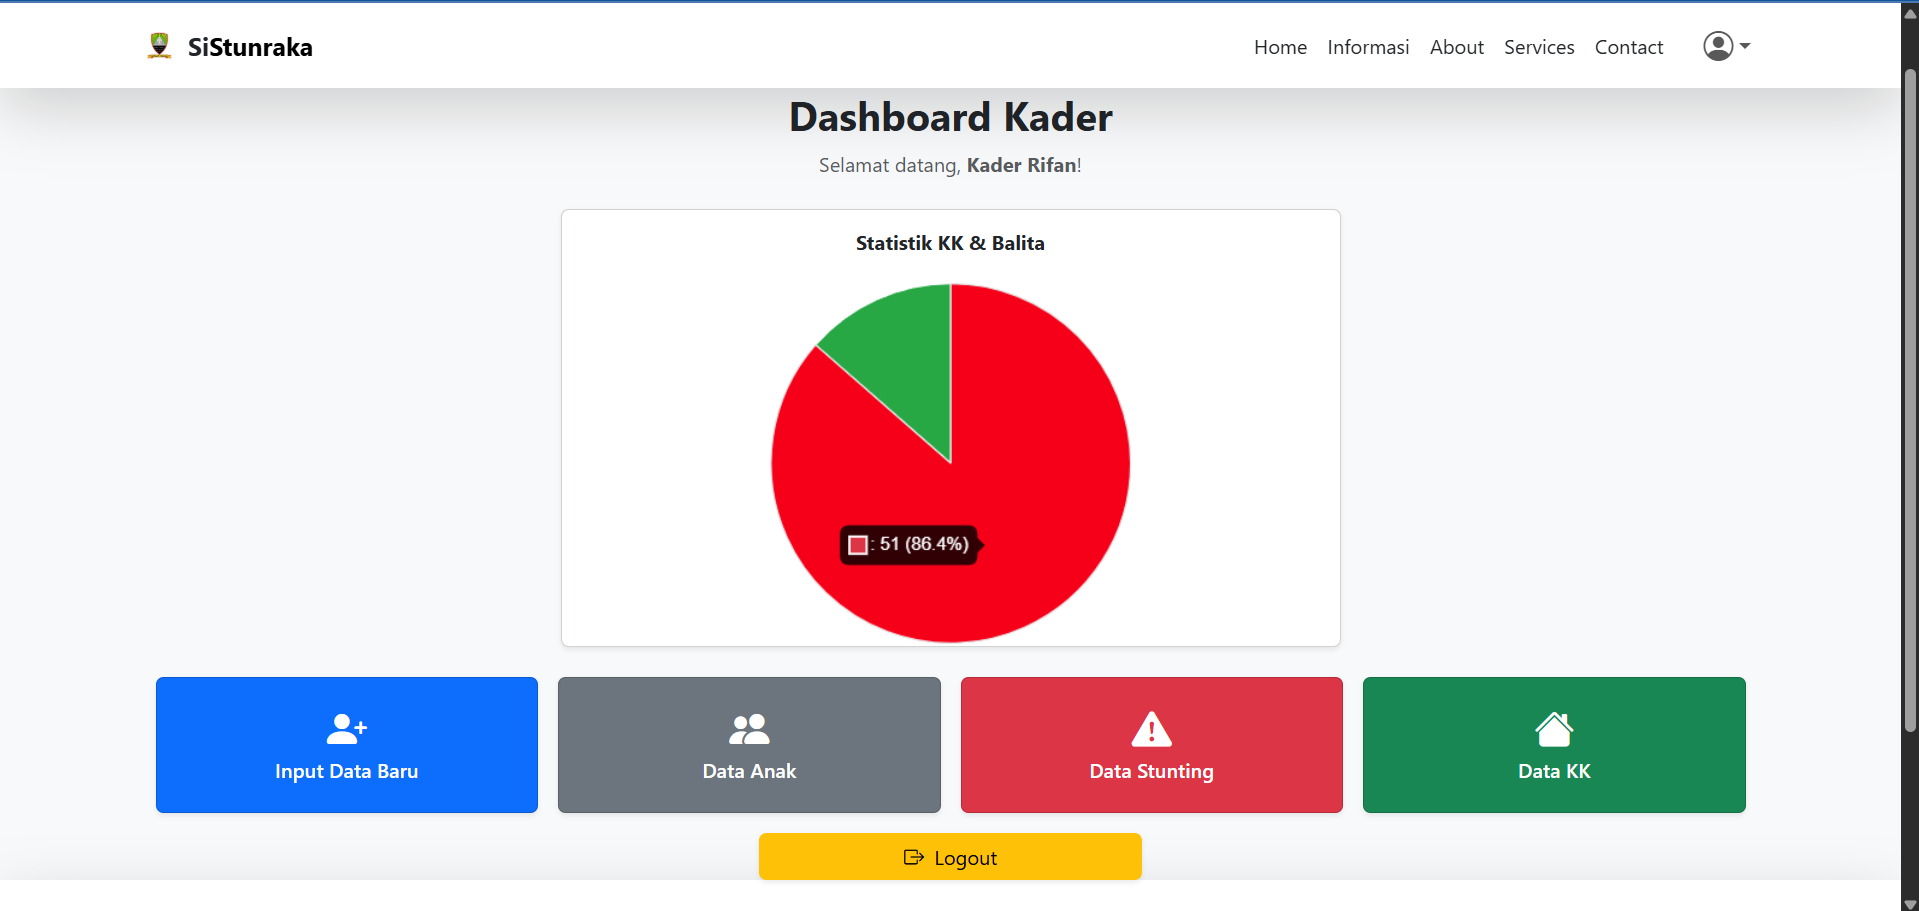 SiStunraka
Home Informasi About Services Contact
Dashboard Kader
Selamat datang, Kader Rifan!
Statistik KK & Balita
: 51 (86.4%)
Input Data Baru
Data Anak
Data Stunting
Data KK
Logout